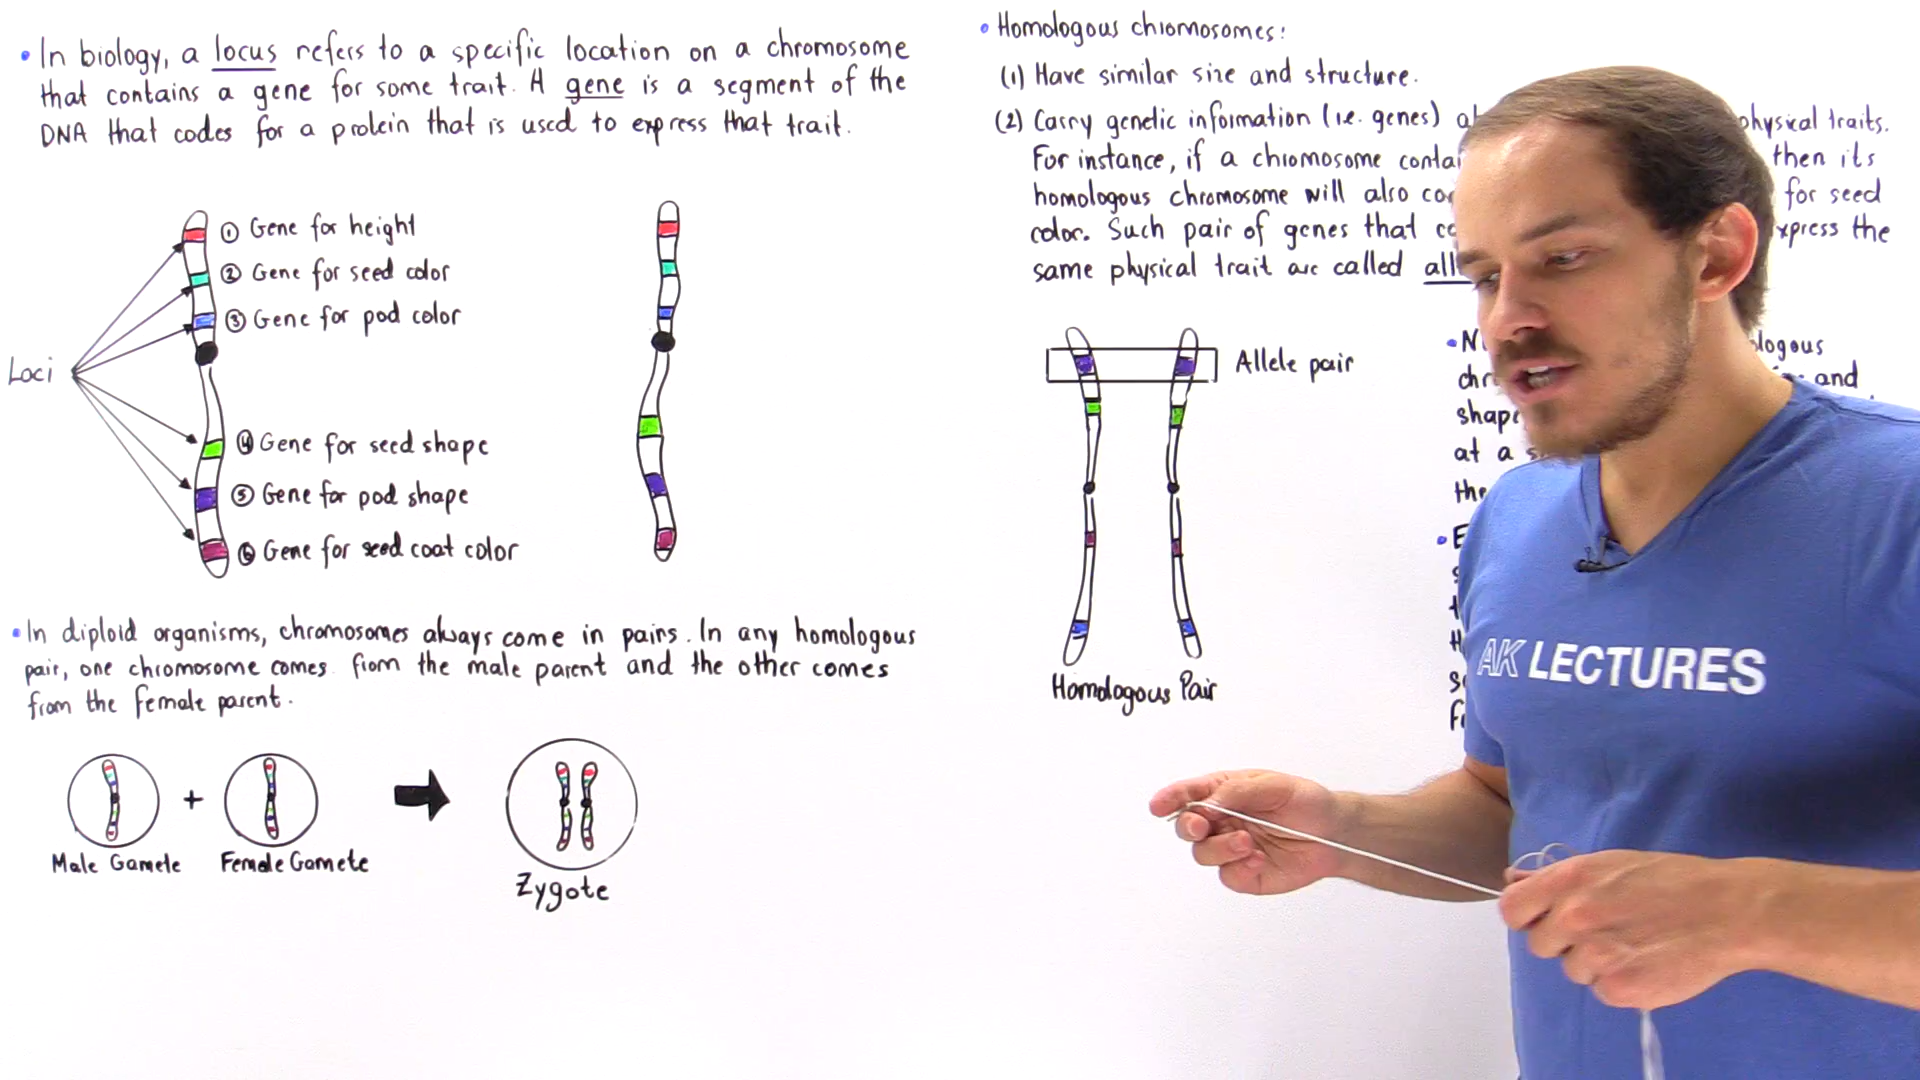 • In biology, a locus refers to a specific location on a chromosome
that contains a gene for some trait. A gene is a segment of the
DNA that codes for a protein that is used to express that trait.
Loci
① Gene for height
② Gene for seed color
③ Gene for pod color
④ Gene for seed shape
⑤ Gene for pod shape
⑥ Gene for seed coat color
• In diploid organisms, chromosomes always come in pairs. In any homologous
pair, one chromosome comes from the male parent and the other comes
from the female parent.
+
Male Gamete
Female Gamete
Zygote
• Homologous chromosomes:
(1) Have similar size and structure.
(2) Carry genetic information (i.e. genes) physical traits.
For instance, if a chromosome then its
homologous chromosome will also for seed
color. Such pair of genes that the
same physical trait are called
Allele pair
Homologous Pair
and
shape
at a
AK LECTURES